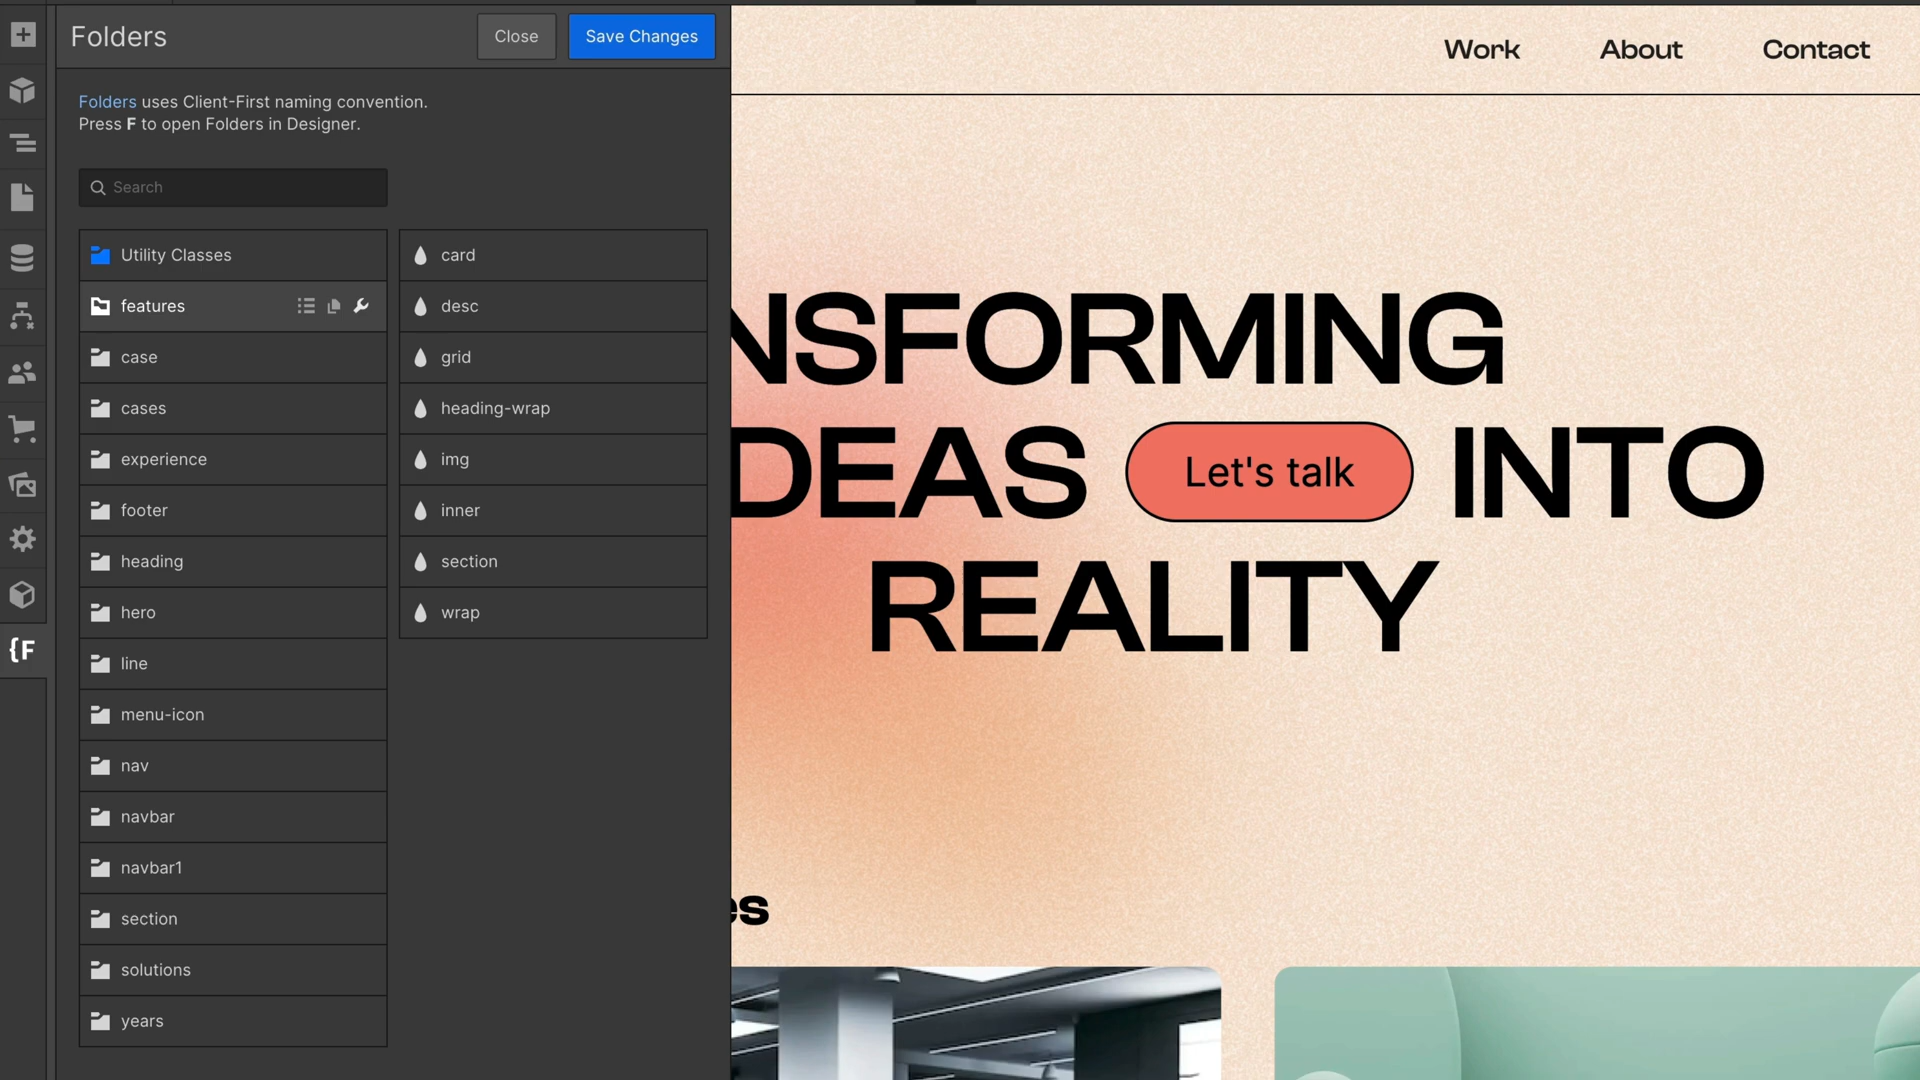 Folders
Close
Save Changes
Folders uses Client-First naming convention.
Press F to open Folders in Designer.
Search
Utility Classes
features
case
cases
experience
footer
heading
hero
line
menu-icon
nav
navbar
navbar1
section
solutions
years
card
desc
grid
heading-wrap
img
inner
section
wrap
{F
Work
About
Contact
NSFORMING
DEAS Let's talk INTO
REALITY
es